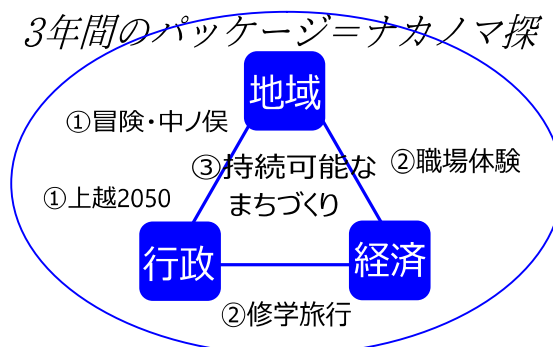 3年間のパッケージ＝ナカノマ探
地域
①冒険・中ノ俣
③持続可能な
まちづくり
②職場体験
①上越2050
行政
経済
②修学旅行